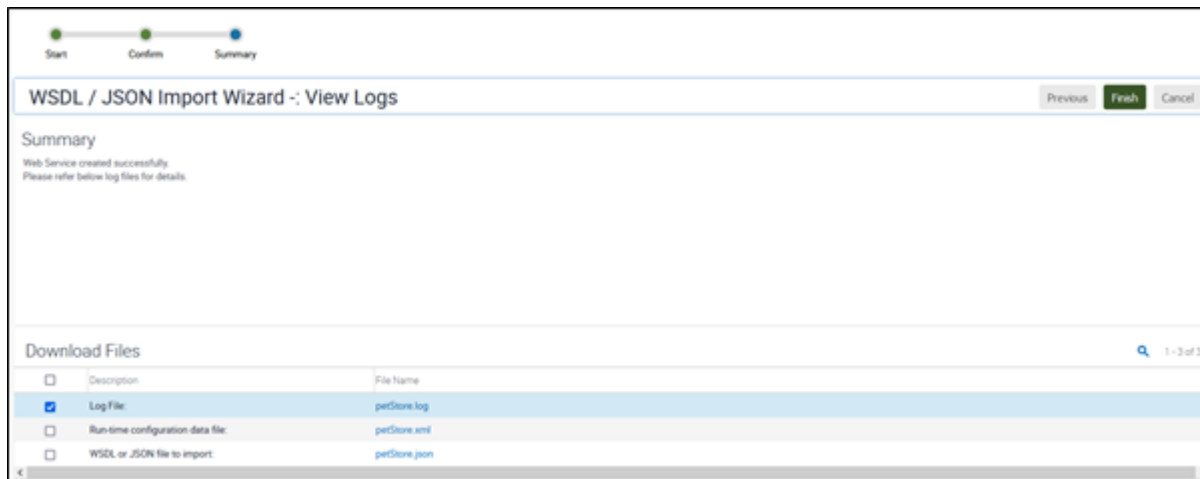 Start Confirm Summary
WSDL / JSON Import Wizard -: View Logs Previous Finish Cancel
Summary
Web Service created successfully.
Please refer below log files for details.
Download Files 1 - 3 of 3
Description File Name
Log File: petStore.log
Run-time configuration data file: petStore.xml
WSDL or JSON file to import: petStore.json